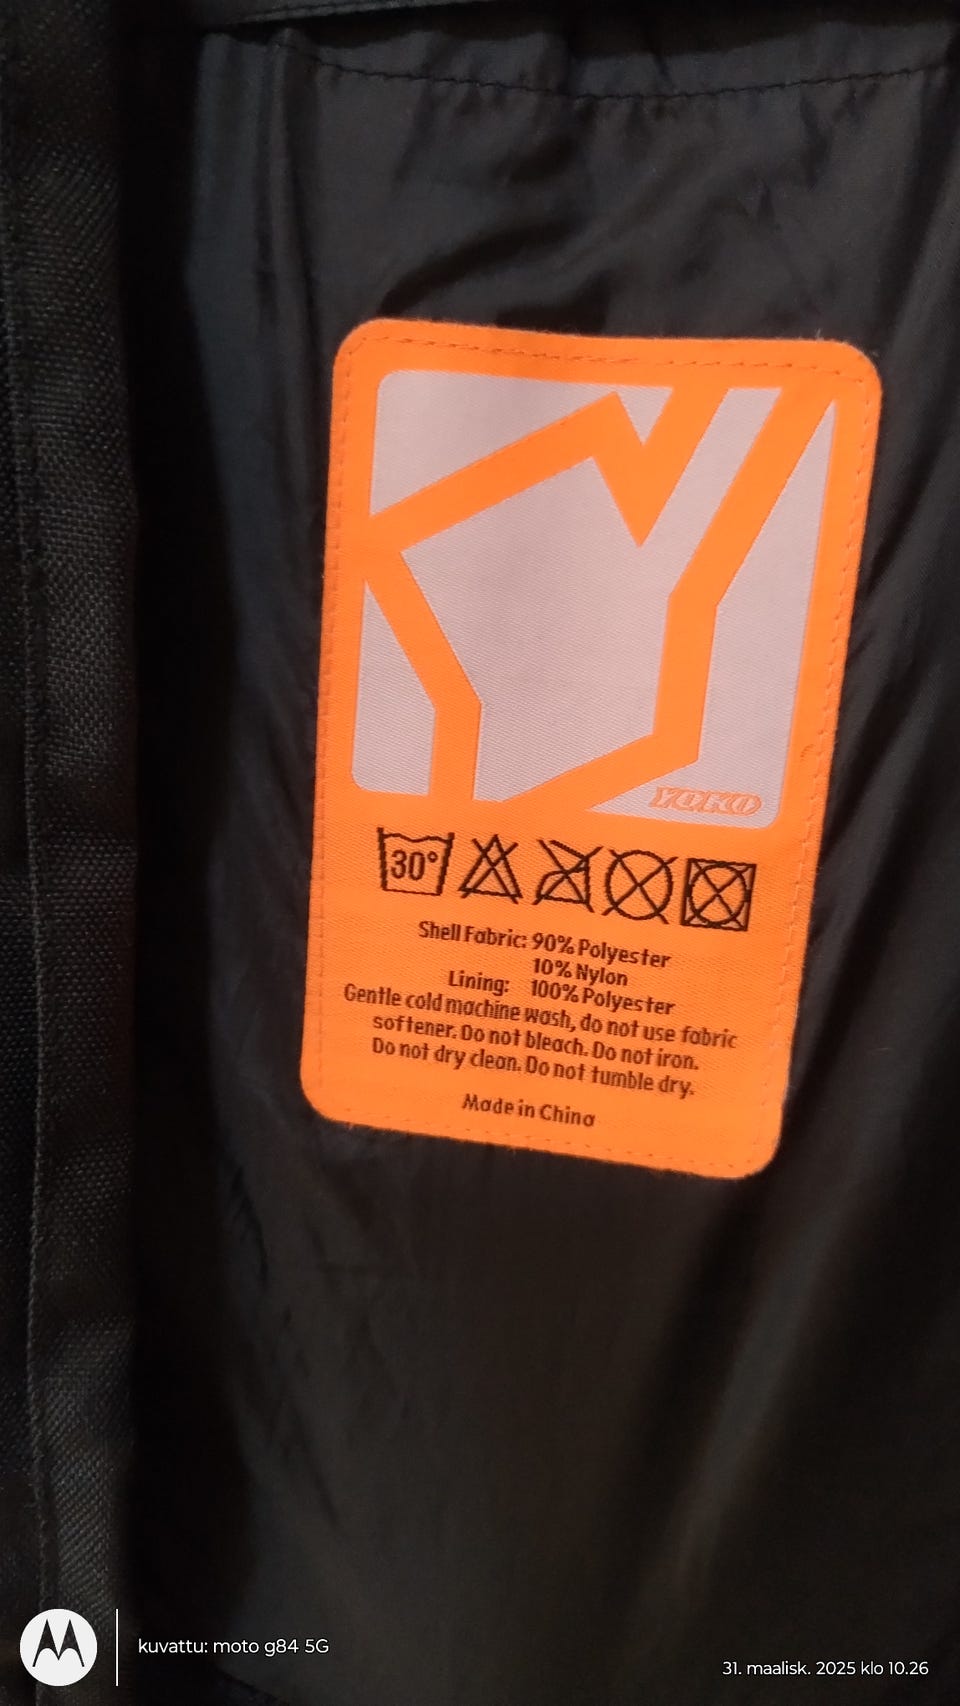 YOKO
30°
Shell Fabric: 90% Polyester
10% Nylon
Lining: 100% Polyester
Gentle cold machine wash, do not use fabric
softener. Do not bleach. Do not iron.
Do not dry clean. Do not tumble dry.
Made in China
kuvattu: moto g84 5G
31. maalisk. 2025 klo 10.26